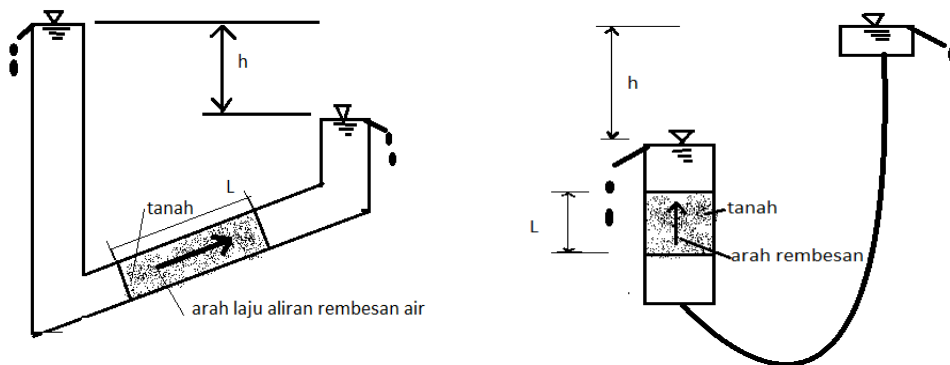 h
L
tanah
arah laju aliran rembesan air
h
L
tanah
arah rembesan